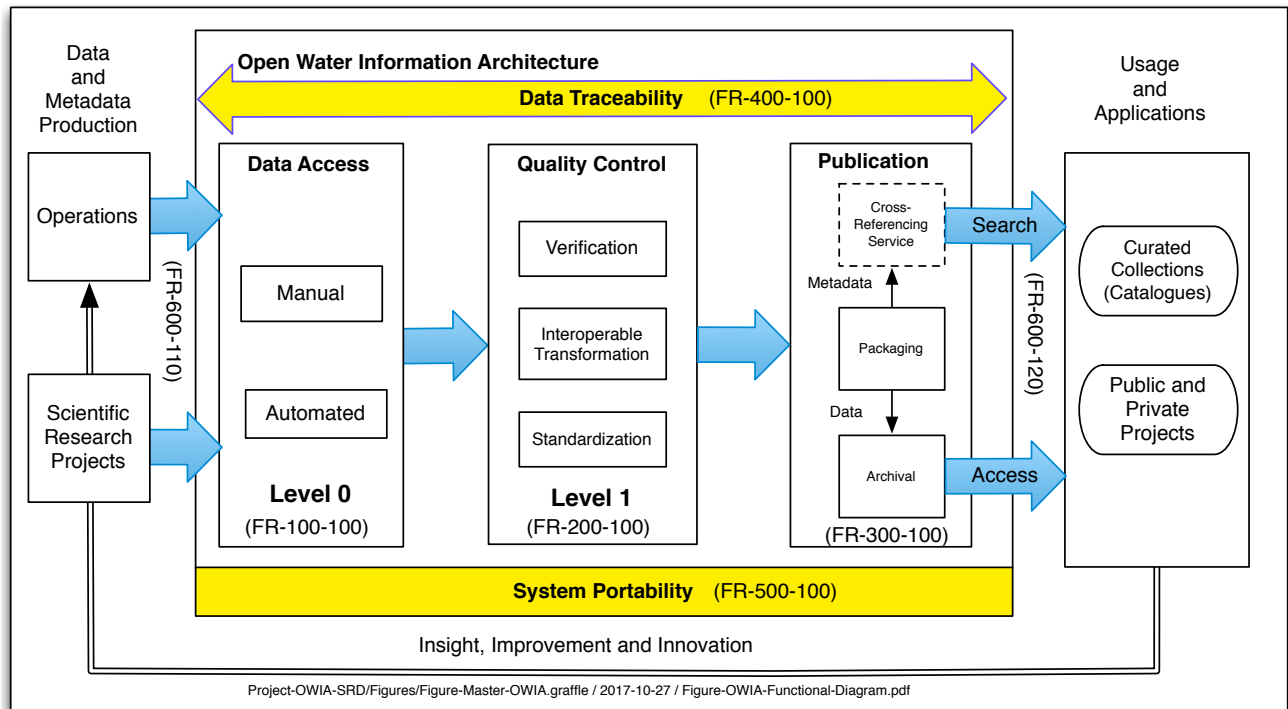 Data
and
Metadata
Production
Operations
(FR-600-110)
Scientific
Research
Projects
Open Water Information Architecture
Data Traceability (FR-400-100)
Data Access
Manual
Automated
Level 0
(FR-100-100)
Quality Control
Verification
Interoperable
Transformation
Standardization
Level 1
(FR-200-100)
Publication
Cross-
Referencing
Service
Metadata
Packaging
Data
Archival
(FR-300-100)
Search
(FR-600-120)
Access
Usage
and
Applications
Curated
Collections
(Catalogues)
Public and
Private
Projects
System Portability (FR-500-100)
Insight, Improvement and Innovation
Project-OWIA-SRD/Figures/Figure-Master-OWIA.graffle / 2017-10-27 / Figure-OWIA-Functional-Diagram.pdf